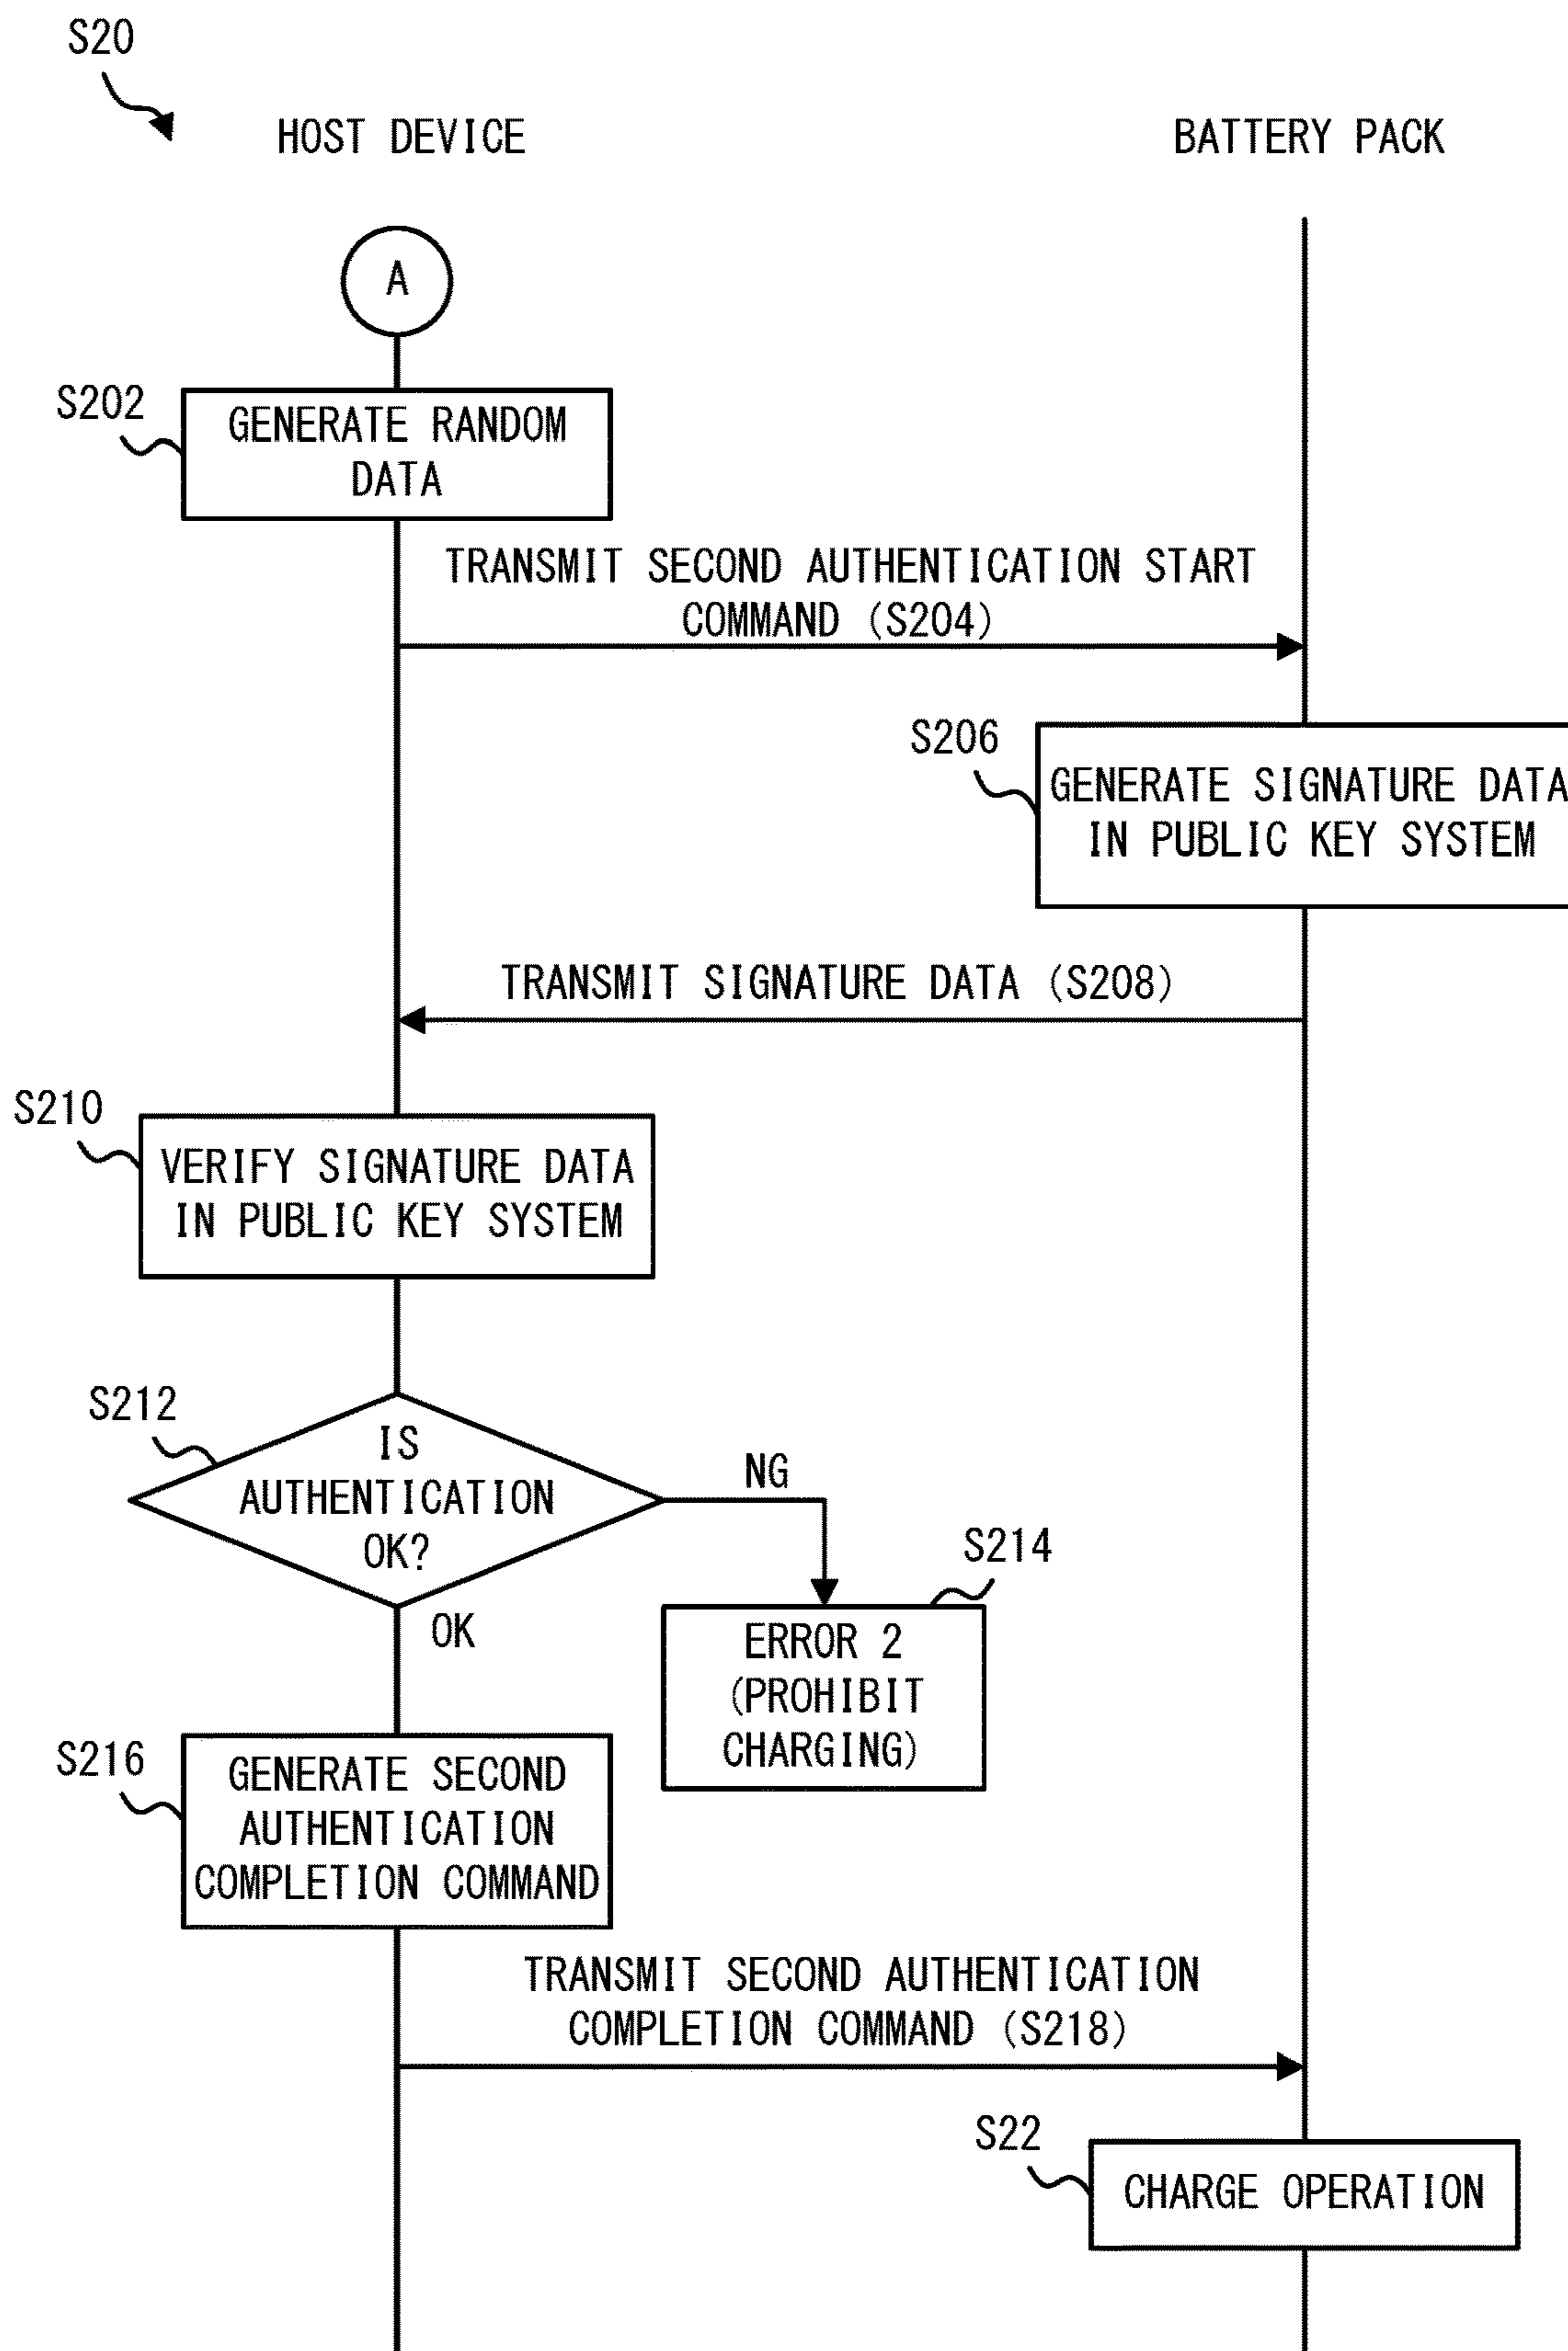 S20
HOST DEVICE
BATTERY PACK
A
S202
GENERATE RANDOM
DATA
TRANSMIT SECOND AUTHENTICATION START
COMMAND (S204)
S206
GENERATE SIGNATURE DATA
IN PUBLIC KEY SYSTEM
TRANSMIT SIGNATURE DATA (S208)
S210
VERIFY SIGNATURE DATA
IN PUBLIC KEY SYSTEM
S212
IS
AUTHENTICATION
OK?
NG
OK
S214
ERROR 2
(PROHIBIT
CHARGING)
S216
GENERATE SECOND
AUTHENTICATION
COMPLETION COMMAND
TRANSMIT SECOND AUTHENTICATION
COMPLETION COMMAND (S218)
S22
CHARGE OPERATION